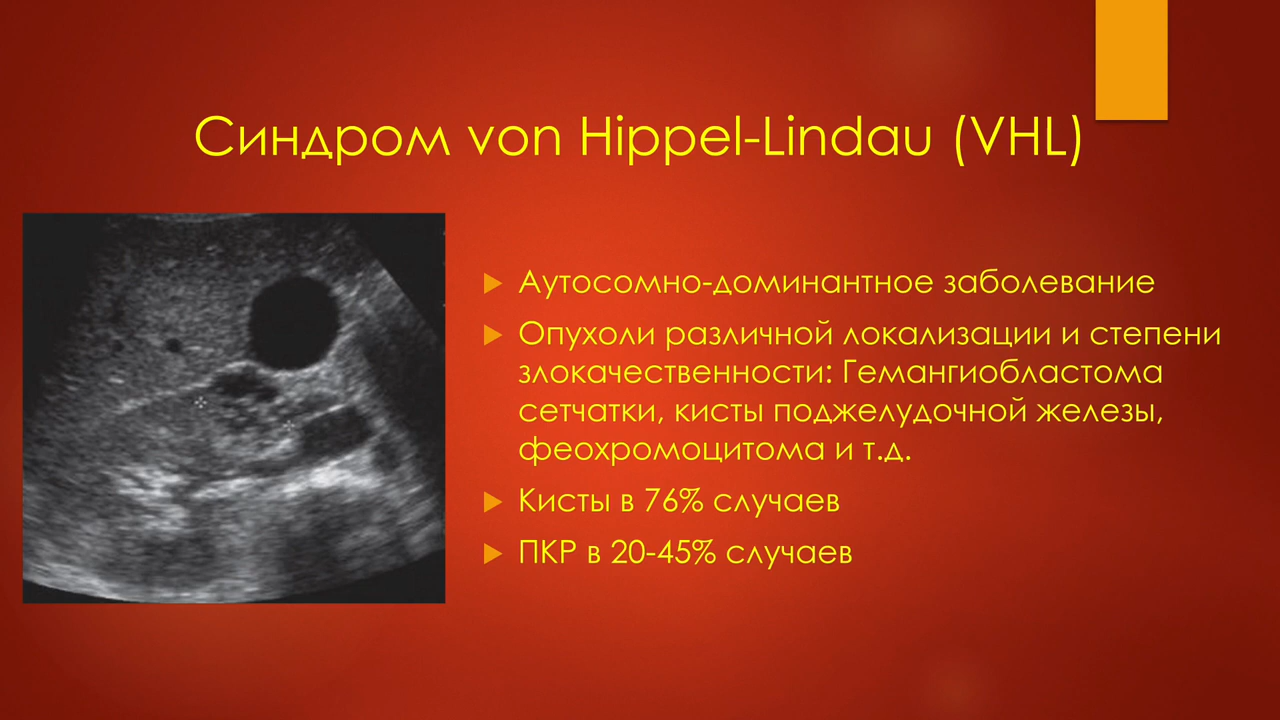 Синдром von Hippel-Lindau (VHL)
Аутосомно-доминантное заболевание
Опухоли различной локализации и степени
злокачественности: Гемангиобластома
сетчатки, кисты поджелудочной железы,
феохромоцитома и т.д.
Кисты в 76% случаев
ПКР в 20-45% случаев